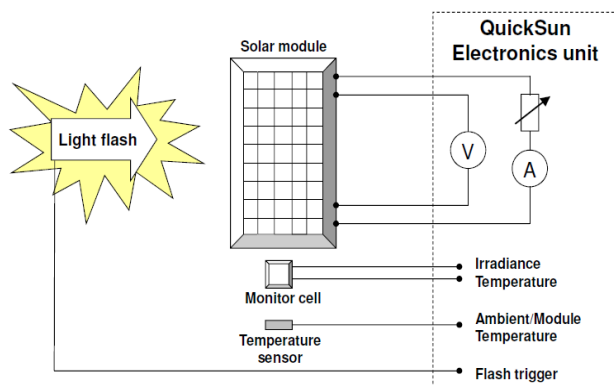 QuickSun
Electronics unit
Solar module
Light flash
V
A
Monitor cell
Irradiance
Temperature
Temperature
sensor
Ambient/Module
Temperature
Flash trigger